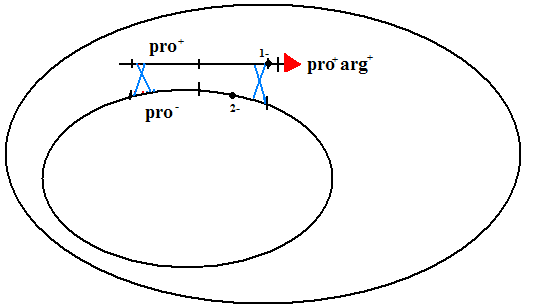 pro⁺
1-
pro⁺ arg⁺
pro⁻
2-